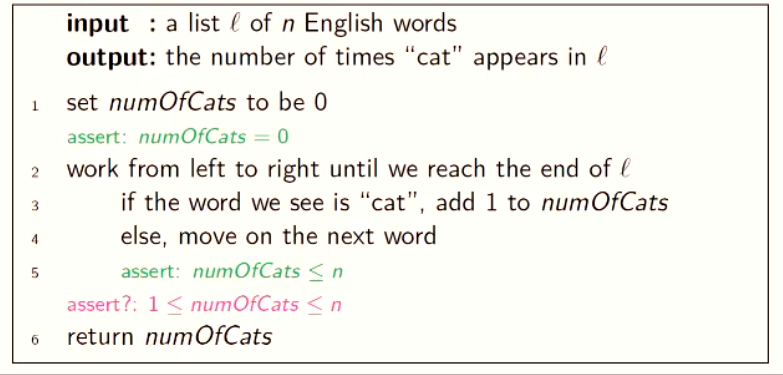 input : a list ℓ of n English words
output: the number of times “cat” appears in ℓ
1 set numOfCats to be 0
assert: numOfCats = 0
2 work from left to right until we reach the end of ℓ
3 if the word we see is “cat”, add 1 to numOfCats
4 else, move on the next word
5 assert: numOfCats ≤ n
assert?: 1 ≤ numOfCats ≤ n
6 return numOfCats